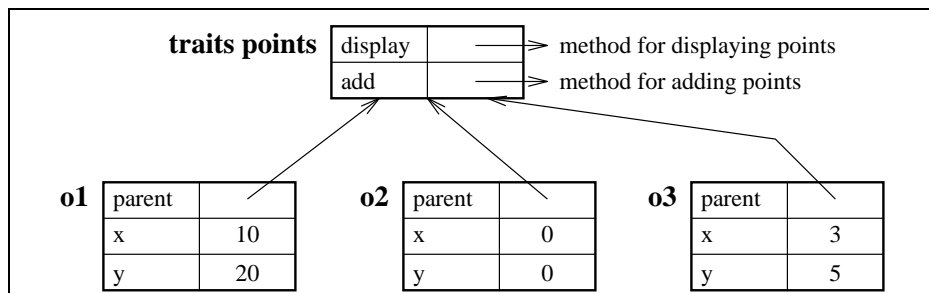 traits points display method for displaying points
add method for adding points
o1 parent o2 parent o3 parent
x 10 x 0 x 3
y 20 y 0 y 5